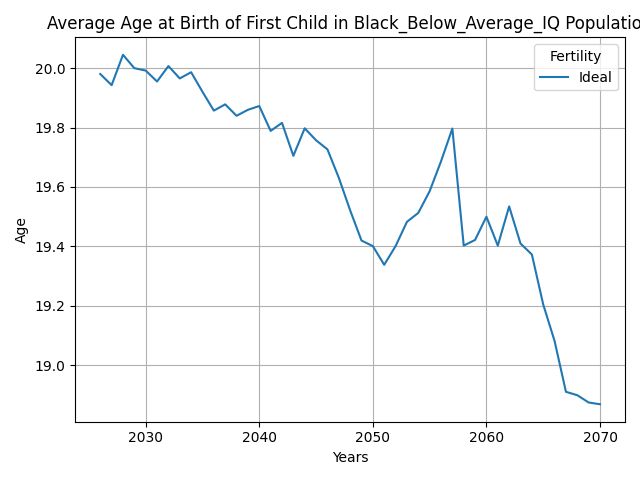 Average Age at Birth of First Child in Black_Below_Average_IQ Populatio
Fertility
Ideal
20.0
19.8
19.6
19.4
19.2
19.0
Age
2030 2040 2050 2060 2070
Years